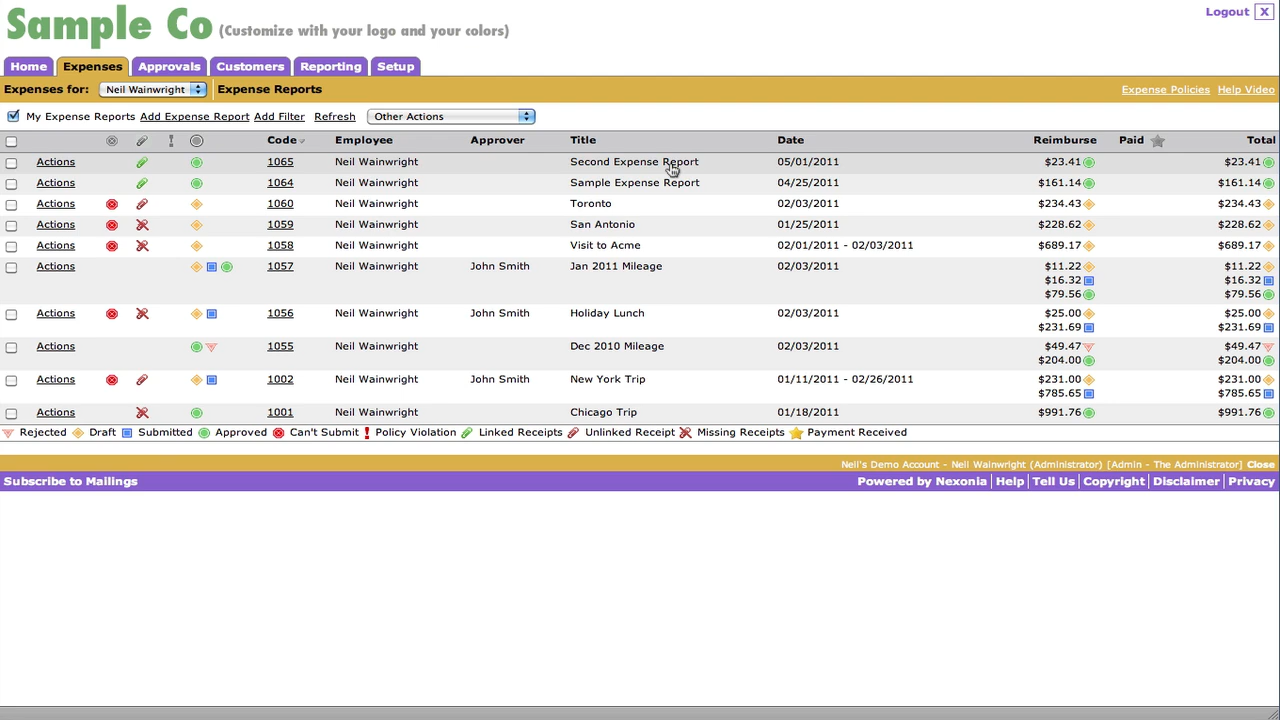 Sample Co (Customize with your logo and your colors)
Logout X
Home Expenses Approvals Customers Reporting Setup
Expenses for: Neil Wainwright Expense Reports Expense Policies Help Video
My Expense Reports Add Expense Report Add Filter Refresh Other Actions
Code Employee Approver Title Date Reimburse Paid Total
Actions 1065 Neil Wainwright Second Expense Report 05/01/2011 $23.41 $23.41
Actions 1064 Neil Wainwright Sample Expense Report 04/25/2011 $161.14 $161.14
Actions 1060 Neil Wainwright Toronto 02/03/2011 $234.43 $234.43
Actions 1059 Neil Wainwright San Antonio 01/25/2011 $228.62 $228.62
Actions 1058 Neil Wainwright Visit to Acme 02/01/2011 - 02/03/2011 $689.17 $689.17
Actions 1057 Neil Wainwright John Smith Jan 2011 Mileage 02/03/2011 $11.22 $11.22
$16.32 $16.32
$79.56 $79.56
Actions 1056 Neil Wainwright John Smith Holiday Lunch 02/03/2011 $25.00 $25.00
$231.69 $231.69
Actions 1055 Neil Wainwright Dec 2010 Mileage 02/03/2011 $49.47 $49.47
$204.00 $204.00
Actions 1002 Neil Wainwright John Smith New York Trip 01/11/2011 - 02/26/2011 $231.00 $231.00
$785.65 $785.65
Actions 1001 Neil Wainwright Chicago Trip 01/18/2011 $991.76 $991.76
Rejected Draft Submitted Approved Can't Submit Policy Violation Linked Receipts Unlinked Receipt Missing Receipts Payment Received
Neil's Demo Account - Neil Wainwright (Administrator) [Admin - The Administrator] Close
Subscribe to Mailings Powered by Nexonia | Help | Tell Us | Copyright | Disclaimer | Privacy